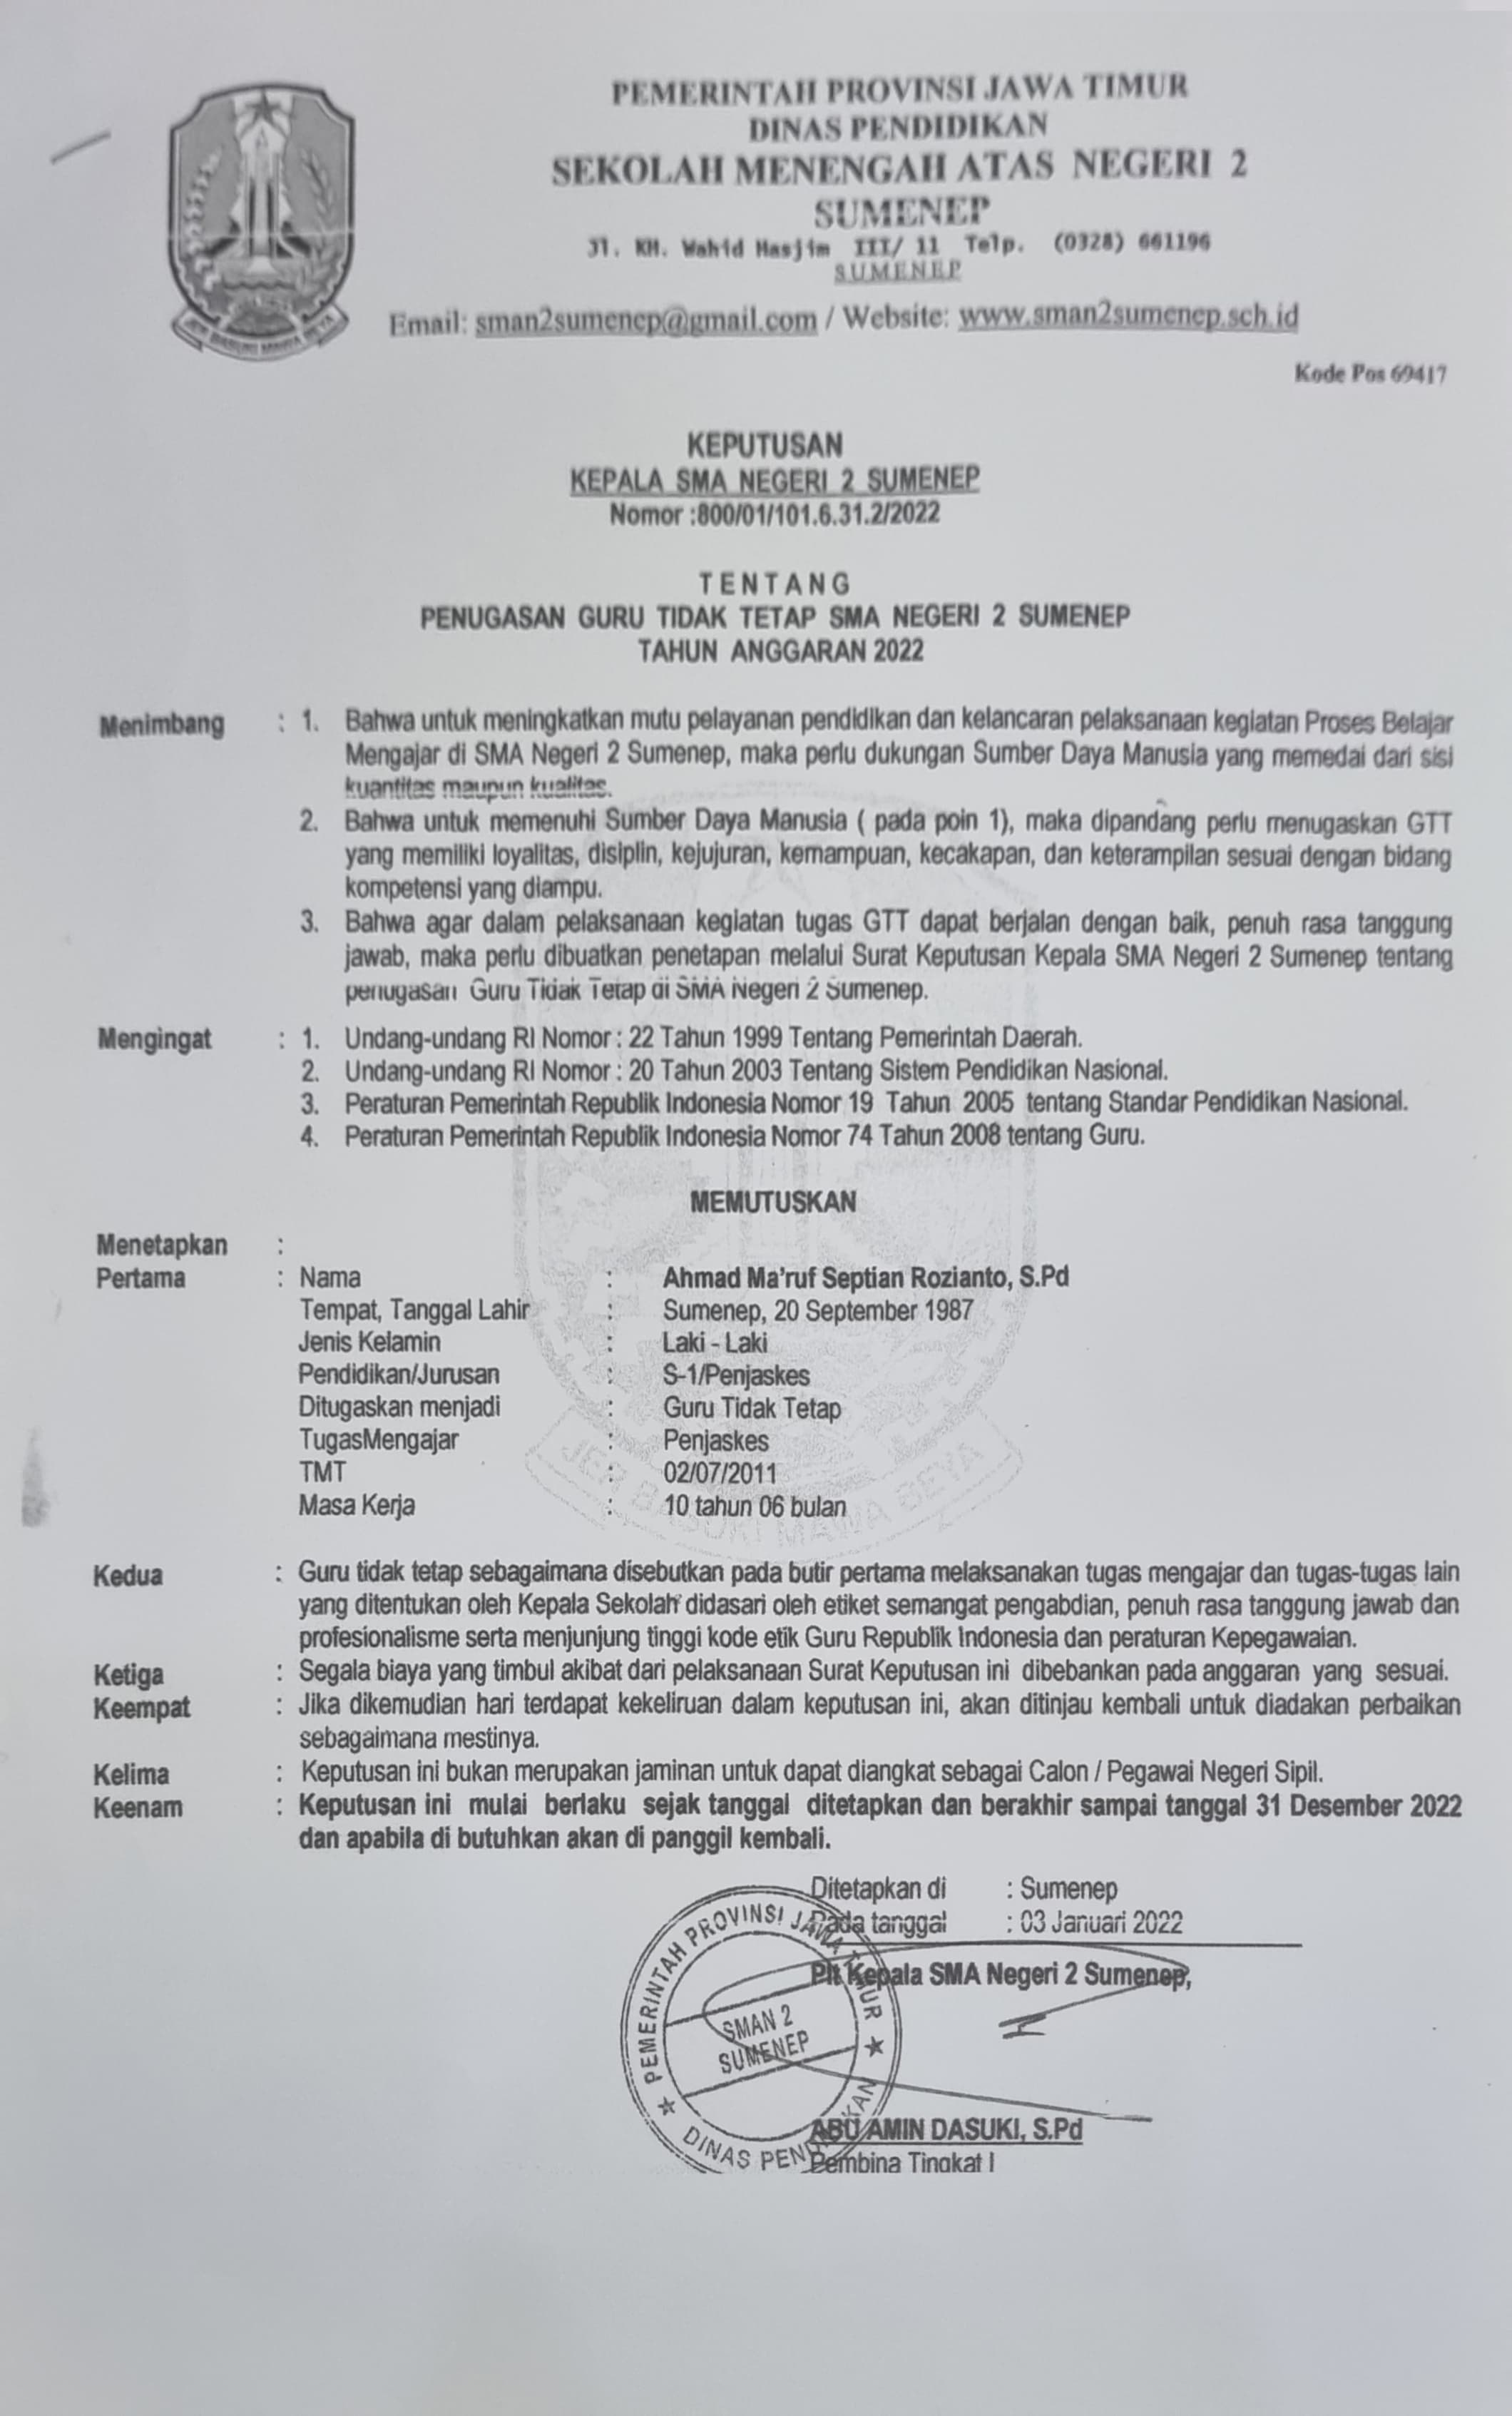 PEMERINTAH PROVINSI JAWA TIMUR
DINAS PENDIDIKAN
SEKOLAH MENENGAH ATAS NEGERI 2
SUMENEP
Jl. KH. Wahid Hasjim III/ 11 Telp. (0328) 661196
SUMENEP
Email: sman2sumenep@gmail.com / Website: www.sman2sumenep.sch.id
Kode Pos 69417
KEPUTUSAN
KEPALA SMA NEGERI 2 SUMENEP
Nomor :800/01/101.6.31.2/2022
T E N T A N G
PENUGASAN GURU TIDAK TETAP SMA NEGERI 2 SUMENEP
TAHUN ANGGARAN 2022
Menimbang : 1. Bahwa untuk meningkatkan mutu pelayanan pendidikan dan kelancaran pelaksanaan kegiatan Proses Belajar
Mengajar di SMA Negeri 2 Sumenep, maka perlu dukungan Sumber Daya Manusia yang memedai dari sisi
kuantitas maupun kualitas.
2. Bahwa untuk memenuhi Sumber Daya Manusia ( pada poin 1), maka dipandang perlu menugaskan GTT
yang memiliki loyalitas, disiplin, kejujuran, kemampuan, kecakapan, dan keterampilan sesuai dengan bidang
kompetensi yang diampu.
3. Bahwa agar dalam pelaksanaan kegiatan tugas GTT dapat berjalan dengan baik, penuh rasa tanggung
jawab, maka perlu dibuatkan penetapan melalui Surat Keputusan Kepala SMA Negeri 2 Sumenep tentang
penugasan Guru Tidak Tetap di SMA Negeri 2 Sumenep.
Mengingat : 1. Undang-undang RI Nomor : 22 Tahun 1999 Tentang Pemerintah Daerah.
2. Undang-undang RI Nomor : 20 Tahun 2003 Tentang Sistem Pendidikan Nasional.
3. Peraturan Pemerintah Republik Indonesia Nomor 19 Tahun 2005 tentang Standar Pendidikan Nasional.
4. Peraturan Pemerintah Republik Indonesia Nomor 74 Tahun 2008 tentang Guru.
MEMUTUSKAN
Menetapkan :
Pertama : Nama : Ahmad Ma'ruf Septian Rozianto, S.Pd
Tempat, Tanggal Lahir : Sumenep, 20 September 1987
Jenis Kelamin : Laki - Laki
Pendidikan/Jurusan : S-1/Penjaskes
Ditugaskan menjadi : Guru Tidak Tetap
TugasMengajar : Penjaskes
TMT : 02/07/2011
Masa Kerja : 10 tahun 06 bulan
JER BASUKI MAWA BEYA
Kedua : Guru tidak tetap sebagaimana disebutkan pada butir pertama melaksanakan tugas mengajar dan tugas-tugas lain
yang ditentukan oleh Kepala Sekolah didasari oleh etiket semangat pengabdian, penuh rasa tanggung jawab dan
profesionalisme serta menjunjung tinggi kode etik Guru Republik Indonesia dan peraturan Kepegawaian.
Ketiga : Segala biaya yang timbul akibat dari pelaksanaan Surat Keputusan ini dibebankan pada anggaran yang sesuai.
Keempat : Jika dikemudian hari terdapat kekeliruan dalam keputusan ini, akan ditinjau kembali untuk diadakan perbaikan
sebagaimana mestinya.
Kelima : Keputusan ini bukan merupakan jaminan untuk dapat diangkat sebagai Calon / Pegawai Negeri Sipil.
Keenam : Keputusan ini mulai berlaku sejak tanggal ditetapkan dan berakhir sampai tanggal 31 Desember 2022
dan apabila di butuhkan akan di panggil kembali.
Ditetapkan di : Sumenep
Pada tanggal : 03 Januari 2022
Plt Kepala SMA Negeri 2 Sumenep,
PEMERINTAH PROVINSI JAWA TIMUR
SMAN 2
SUMENEP
DINAS PENDIDIKAN
ABU AMIN DASUKI, S.Pd
Pembina Tingkat I